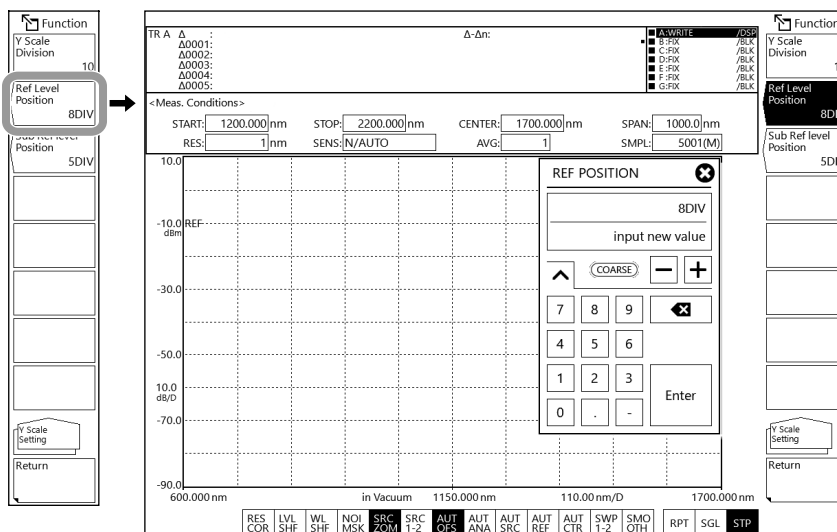 Function
Y Scale
Division
10
Ref Level
Position
8DIV
Position
5DIV
Y Scale
Setting
Return
TR A Δ :
Δ0001:
Δ0002:
Δ0003:
Δ0004:
Δ0005:
Δ-Δn:
A:WRITE /DSP
B:FIX /BLK
C:FIX /BLK
D:FIX /BLK
E:FIX /BLK
F:FIX /BLK
G:FIX /BLK
<Meas. Conditions>
START: 1200.000 nm STOP: 2200.000 nm CENTER: 1700.000 nm SPAN: 1000.0 nm
RES: 1 nm SENS: N/AUTO AVG: 1 SMPL: 5001(M)
10.0
-10.0 REF
dBm
-30.0
-50.0
10.0
dB/D
-70.0
-90.0
600.000 nm in Vacuum 1150.000 nm 110.00 nm/D 1700.000 nm
REF POSITION
8DIV
input new value
COARSE
7 8 9
4 5 6
1 2 3
Enter
0 . -
RES LVL WL NOI SRC SRC AUT AUT AUT AUT AUT SWP SMO
COR SHF SHF MSK ZOM 1-2 OFS ANA SRC REF CTR 1-2 OTH
RPT SGL STP
Function
Y Scale
Division
Ref Level
Position
8DI
Sub Ref level
Position
5DI
Y Scale
Setting
Return